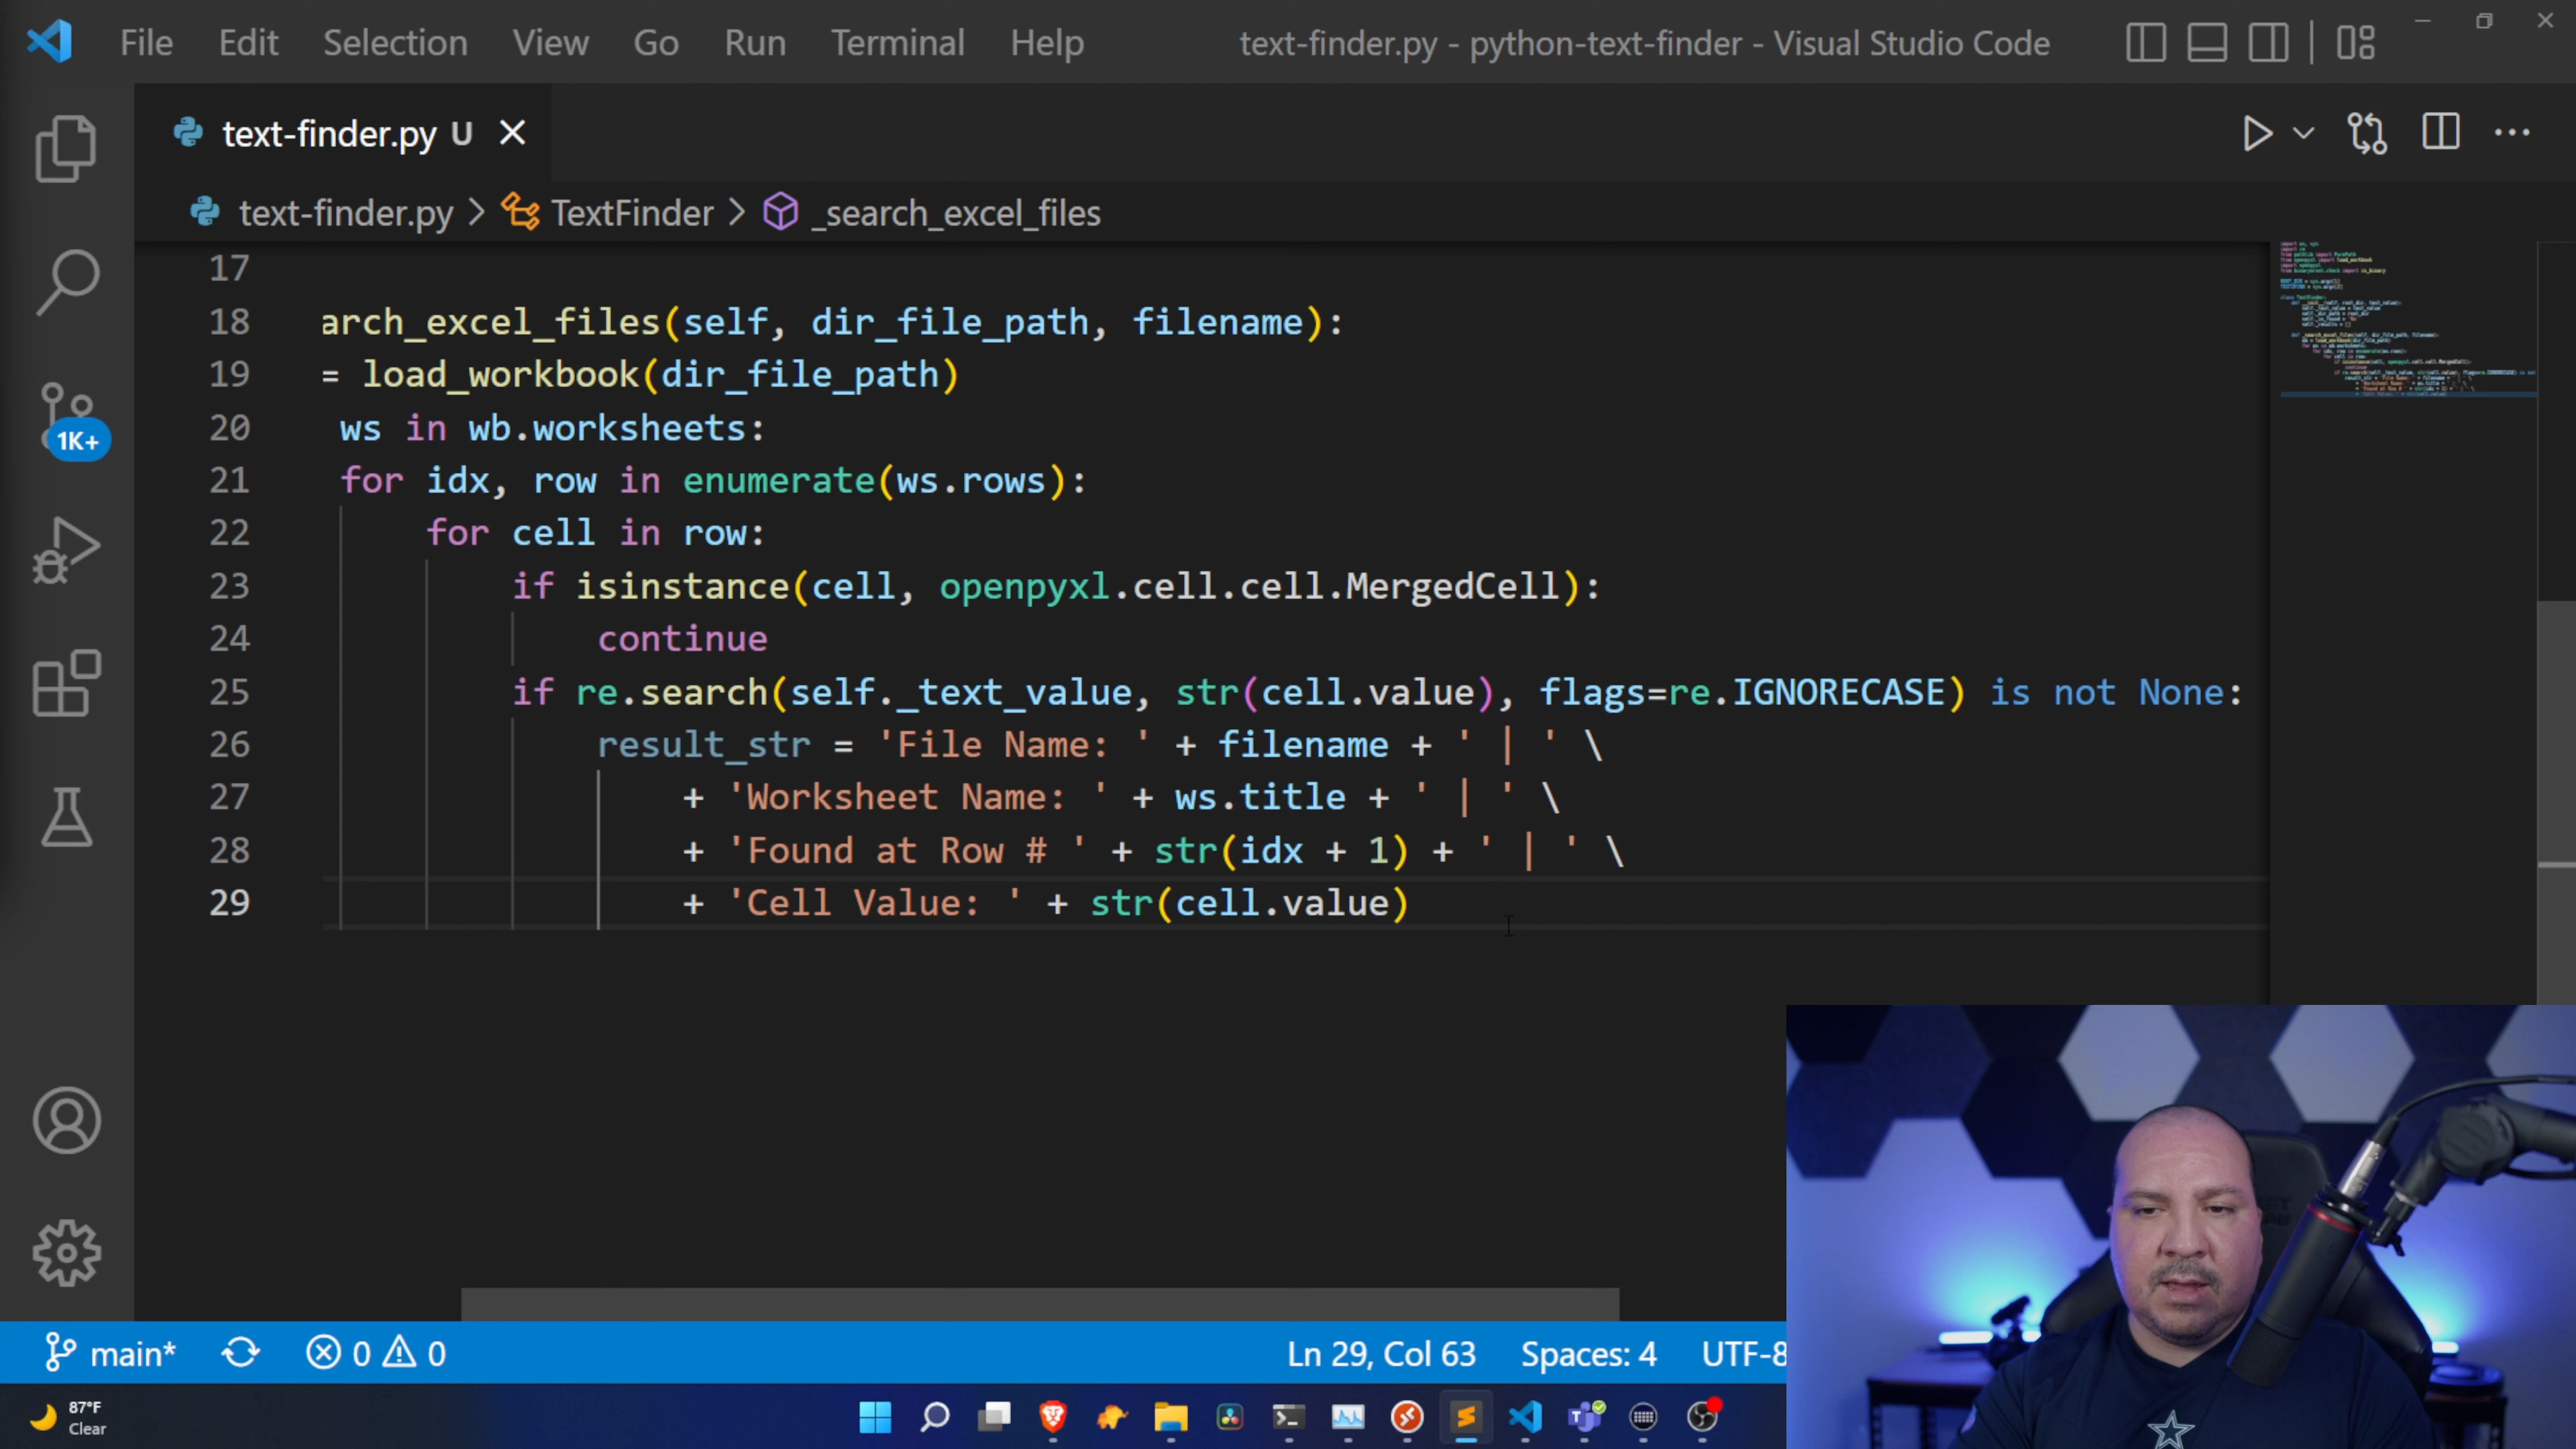 File Edit Selection View Go Run Terminal Help text-finder.py - python-text-finder - Visual Studio Code
text-finder.py U
text-finder.py > TextFinder > _search_excel_files
17
18 arch_excel_files(self, dir_file_path, filename):
19 = load_workbook(dir_file_path)
20 ws in wb.worksheets:
21 for idx, row in enumerate(ws.rows):
22 for cell in row:
23 if isinstance(cell, openpyxl.cell.cell.MergedCell):
24 continue
25 if re.search(self._text_value, str(cell.value), flags=re.IGNORECASE) is not None:
26 result_str = 'File Name: ' + filename + ' | ' \
27 + 'Worksheet Name: ' + ws.title + ' | ' \
28 + 'Found at Row # ' + str(idx + 1) + ' | ' \
29 + 'Cell Value: ' + str(cell.value)
1K+
main* 0 0 Ln 29, Col 63 Spaces: 4 UTF-8
87°F
Clear